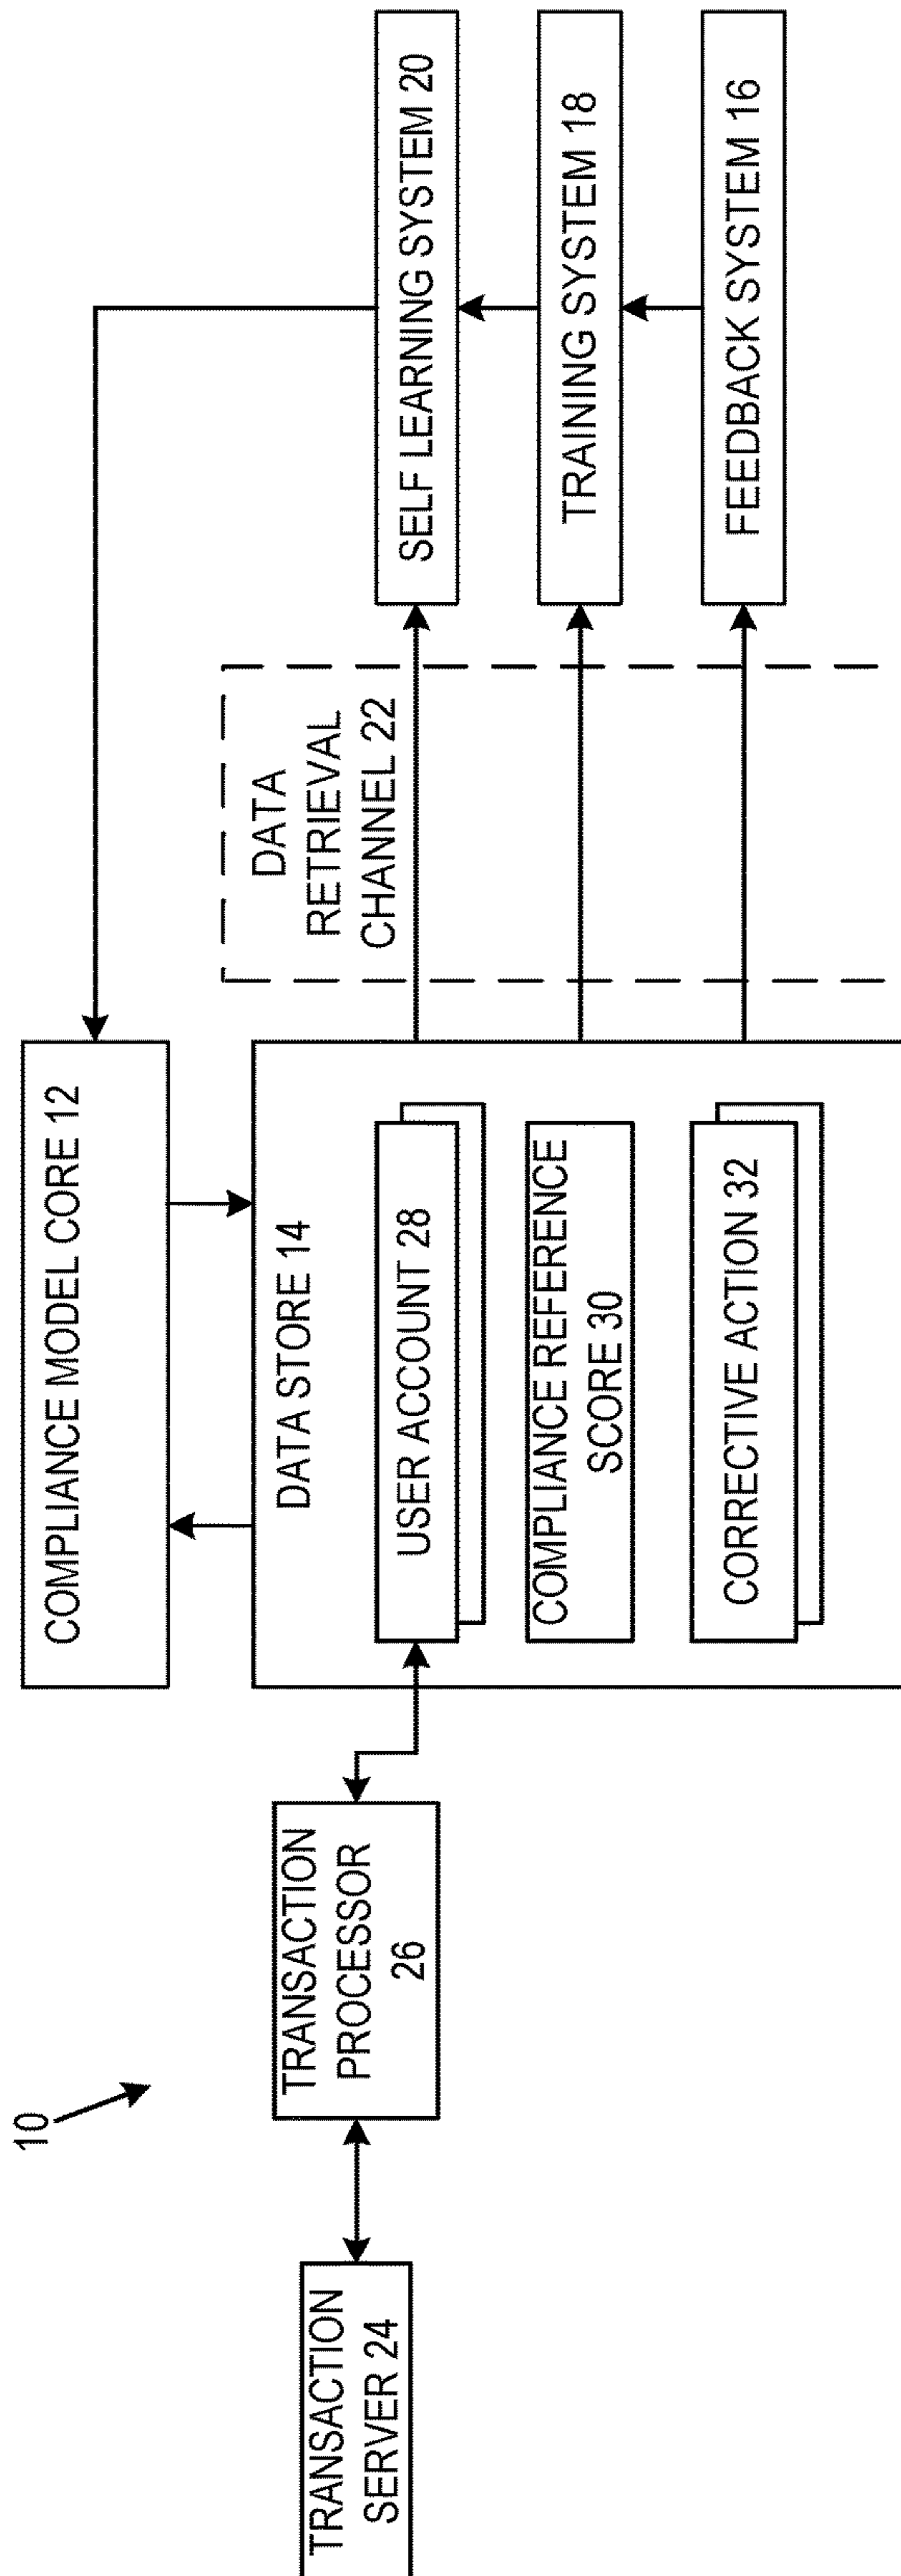 10
TRANSACTION
SERVER 24
TRANSACTION
PROCESSOR
26
COMPLIANCE MODEL CORE 12
DATA STORE 14
USER ACCOUNT 28
COMPLIANCE REFERENCE
SCORE 30
CORRECTIVE ACTION 32
DATA
RETRIEVAL
CHANNEL 22
SELF LEARNING SYSTEM 20
TRAINING SYSTEM 18
FEEDBACK SYSTEM 16